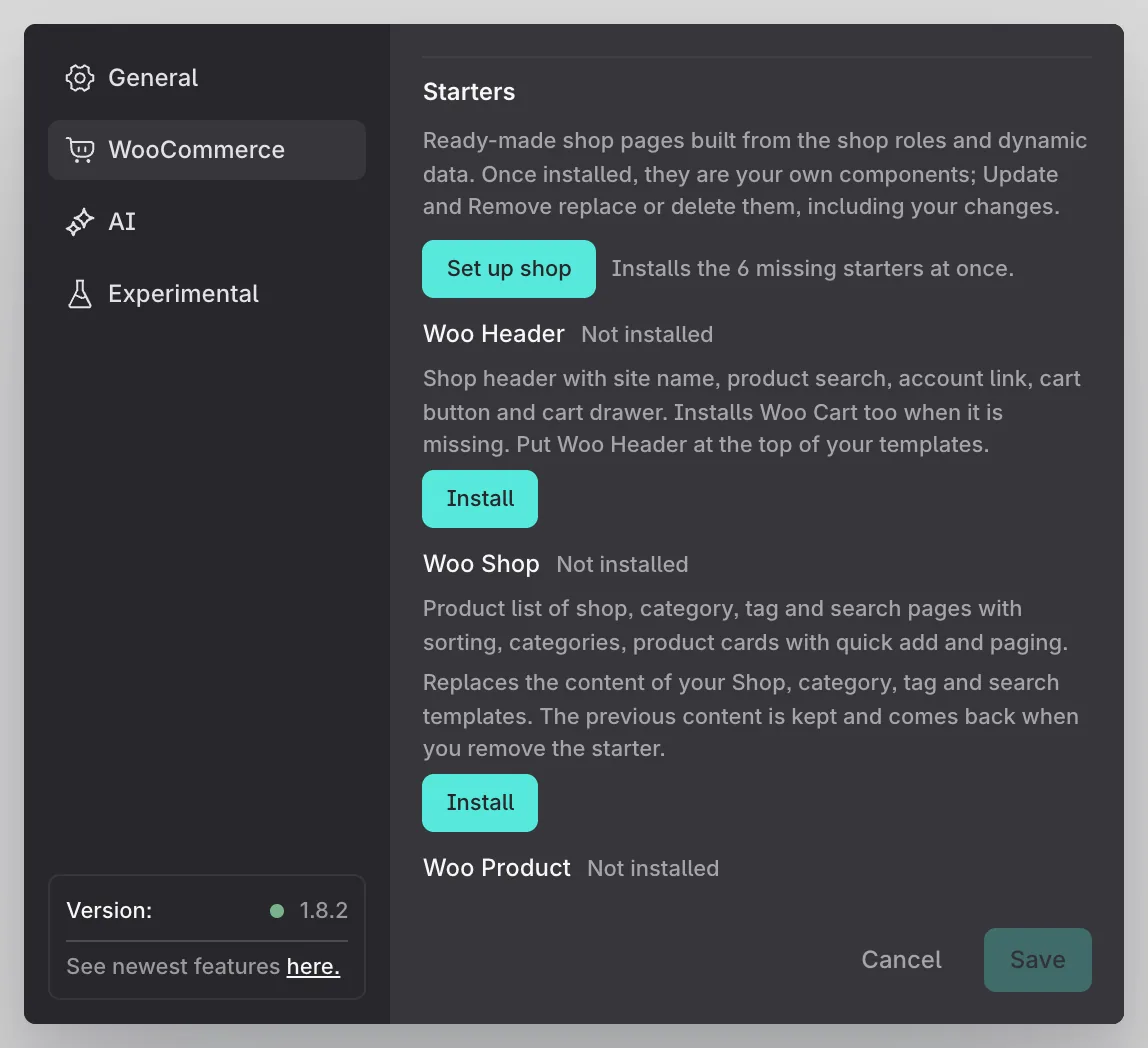 General
WooCommerce
AI
Experimental
Version:
1.8.2
See newest features here.
Starters
Ready-made shop pages built from the shop roles and dynamic
data. Once installed, they are your own components; Update
and Remove replace or delete them, including your changes.
Set up shop
Installs the 6 missing starters at once.
Woo Header Not installed
Shop header with site name, product search, account link, cart
button and cart drawer. Installs Woo Cart too when it is
missing. Put Woo Header at the top of your templates.
Install
Woo Shop Not installed
Product list of shop, category, tag and search pages with
sorting, categories, product cards with quick add and paging.
Replaces the content of your Shop, category, tag and search
templates. The previous content is kept and comes back when
you remove the starter.
Install
Woo Product Not installed
Cancel
Save